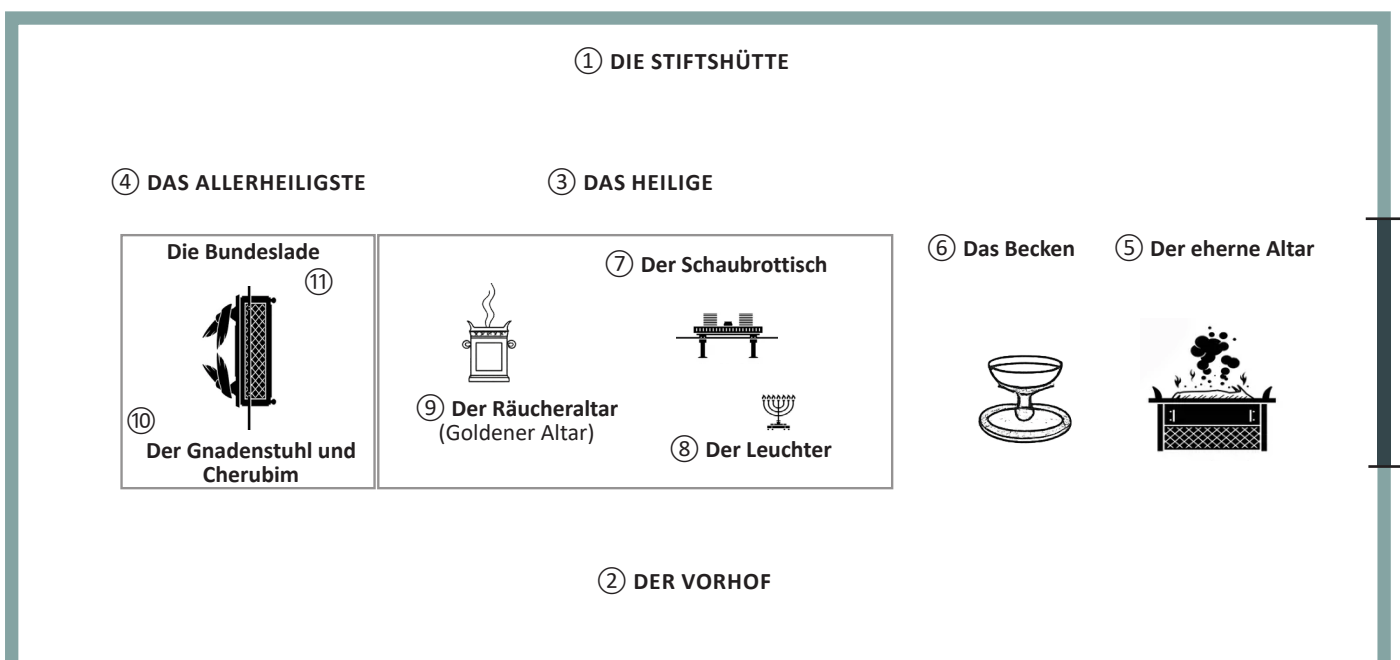 ① DIE STIFTSHÜTTE
④ DAS ALLERHEILIGSTE
③ DAS HEILIGE
Die Bundeslade
⑪
⑩
Der Gnadenstuhl und
Cherubim
⑦ Der Schaubrottisch
⑨ Der Räucheraltar
(Goldener Altar)
⑧ Der Leuchter
⑥ Das Becken
⑤ Der eherne Altar
② DER VORHOF